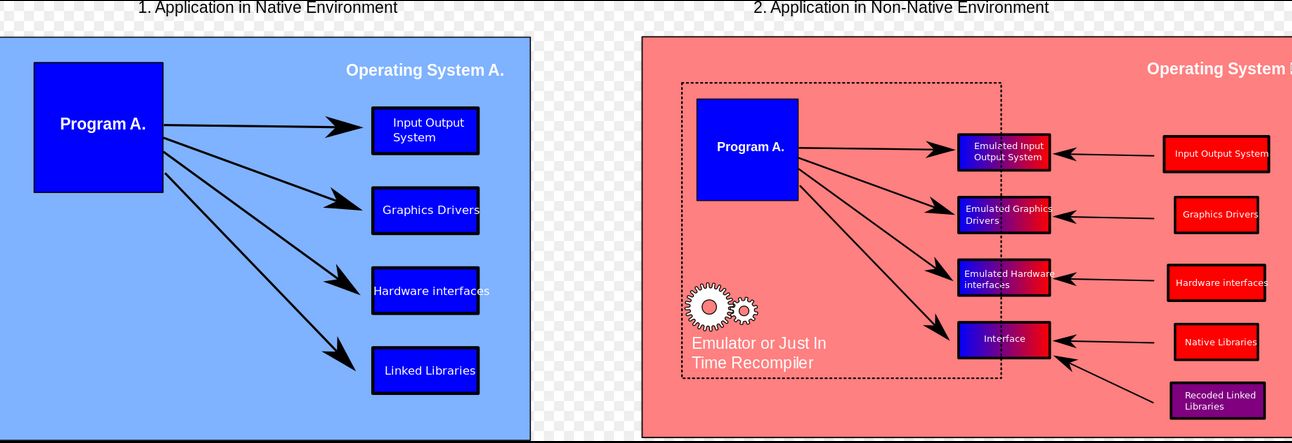 1. Application in Native Environment
2. Application in Non-Native Environment
Operating System A.
Program A.
Input Output
System
Graphics Drivers
Hardware interfaces
Linked Libraries
Operating System
Program A.
Emulated Input
Output System
Emulated Graphics
Drivers
Emulated Hardware
interfaces
Interface
Emulator or Just In
Time Recompiler
Input Output System
Graphics Drivers
Hardware interfaces
Native Libraries
Recoded Linked
Libraries